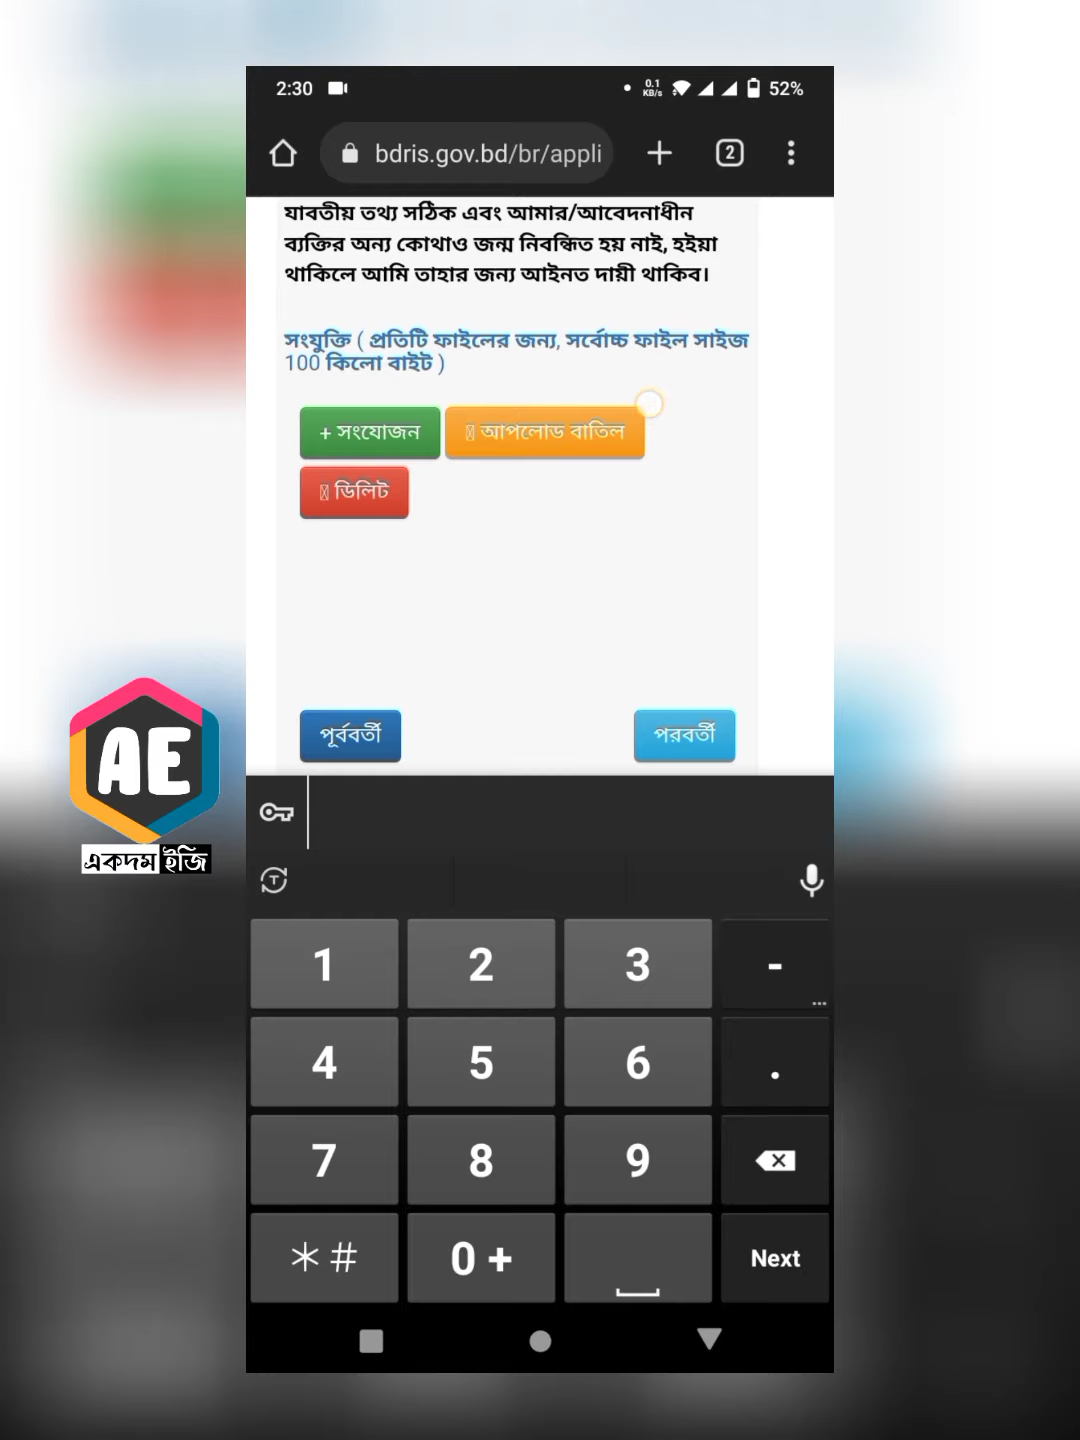 2:30
0.1
KB/s
52%
bdris.gov.bd/br/appli
2
যাবতীয় তথ্য সঠিক এবং আমার/আবেদনাধীন
ব্যক্তির অন্য কোথাও জন্ম নিবন্ধিত হয় নাই, হইয়া
থাকিলে আমি তাহার জন্য আইনত দায়ী থাকিব।
সংযুক্তি ( প্রতিটি ফাইলের জন্য, সর্বোচ্চ ফাইল সাইজ
100 কিলো বাইট )
+ সংযোজন
আপলোড বাতিল
ডিলিট
পূর্ববর্তী
পরবর্তী
AE
একদম ইজি
T
1 2 3 -
...
4 5 6 .
7 8 9
* # 0 + Next